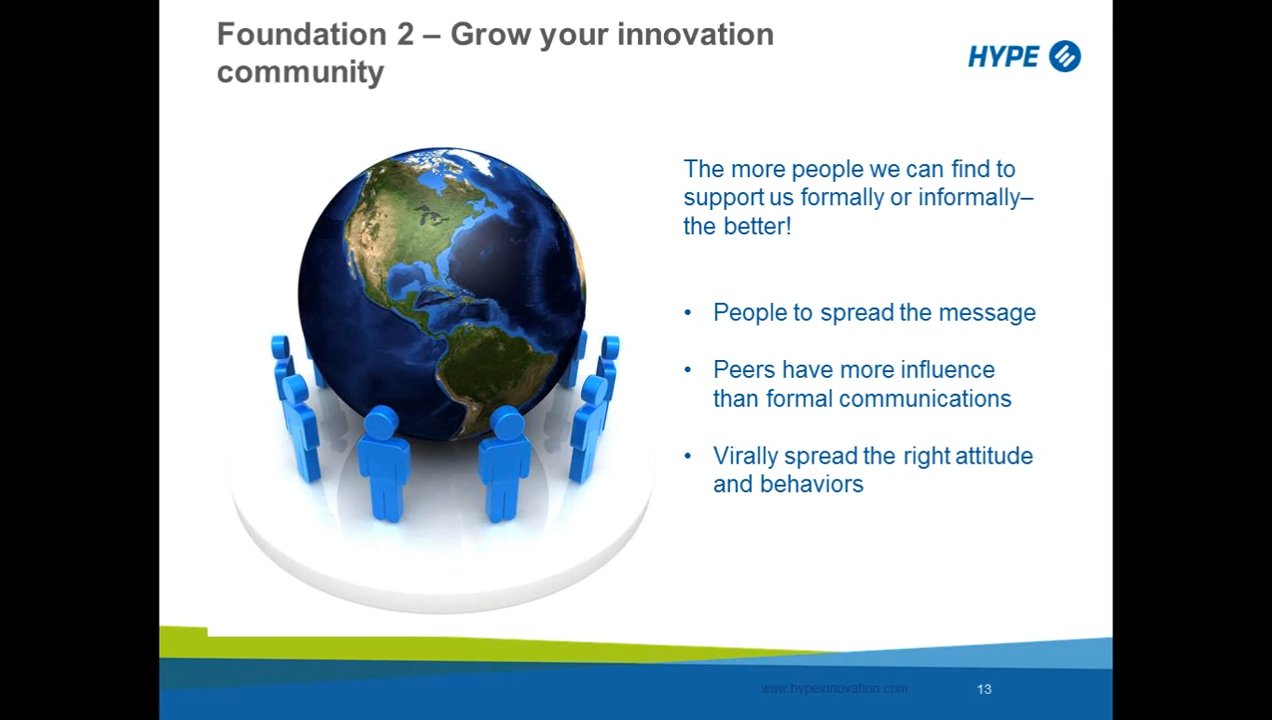 Foundation 2 – Grow your innovation
community
HYPE
The more people we can find to
support us formally or informally–
the better!
• People to spread the message
• Peers have more influence
than formal communications
• Virally spread the right attitude
and behaviors
www.hypeinnovation.com
13